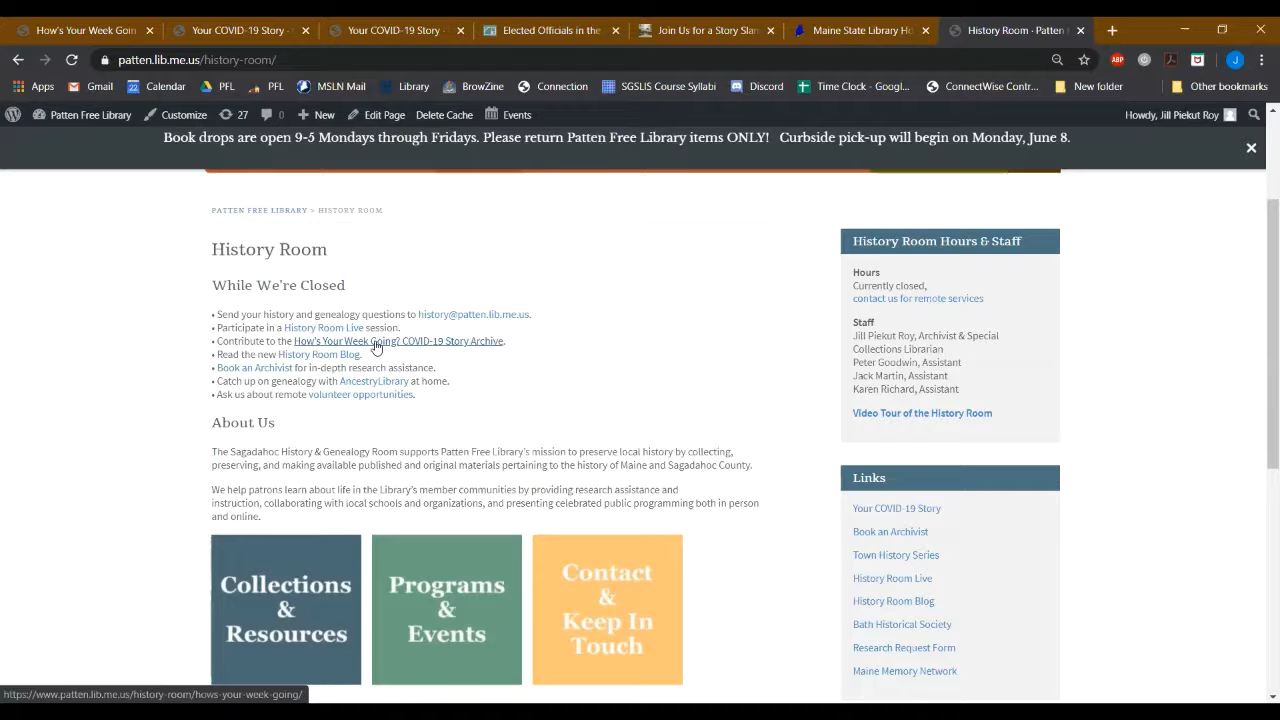 How's Your Week Goin
Your COVID-19 Story -
Your COVID-19 Story -
Elected Officials in the
Join Us for a Story Slam
Maine State Library Ho
History Room - Patten
patten.lib.me.us/history-room/
Apps
Gmail
Calendar
PFL
PFL
MSLN Mail
Library
BrowZine
Connection
SGSLIS Course Syllabi
Discord
Time Clock - Googl...
ConnectWise Contr...
New folder
Other bookmarks
Patten Free Library
Customize
27
0
New
Edit Page
Delete Cache
Events
Howdy, Jill Piekut Roy
Book drops are open 9-5 Mondays through Fridays. Please return Patten Free Library items ONLY! Curbside pick-up will begin on Monday, June 8.
PATTEN FREE LIBRARY > HISTORY ROOM
History Room
While We're Closed
• Send your history and genealogy questions to history@patten.lib.me.us.
• Participate in a History Room Live session.
• Contribute to the How's Your Week Going? COVID-19 Story Archive.
• Read the new History Room Blog.
• Book an Archivist for in-depth research assistance.
• Catch up on genealogy with AncestryLibrary at home.
• Ask us about remote volunteer opportunities.
About Us
The Sagadahoc History & Genealogy Room supports Patten Free Library's mission to preserve local history by collecting,
preserving, and making available published and original materials pertaining to the history of Maine and Sagadahoc County.
We help patrons learn about life in the Library's member communities by providing research assistance and
instruction, collaborating with local schools and organizations, and presenting celebrated public programming both in person
and online.
Collections
&
Resources
Programs
&
Events
Contact
&
Keep In
Touch
History Room Hours & Staff
Hours
Currently closed,
contact us for remote services
Staff
Jill Piekut Roy, Archivist & Special
Collections Librarian
Peter Goodwin, Assistant
Jack Martin, Assistant
Karen Richard, Assistant
Video Tour of the History Room
Links
Your COVID-19 Story
Book an Archivist
Town History Series
History Room Live
History Room Blog
Bath Historical Society
Research Request Form
Maine Memory Network
https://www.patten.lib.me.us/history-room/hows-your-week-going/